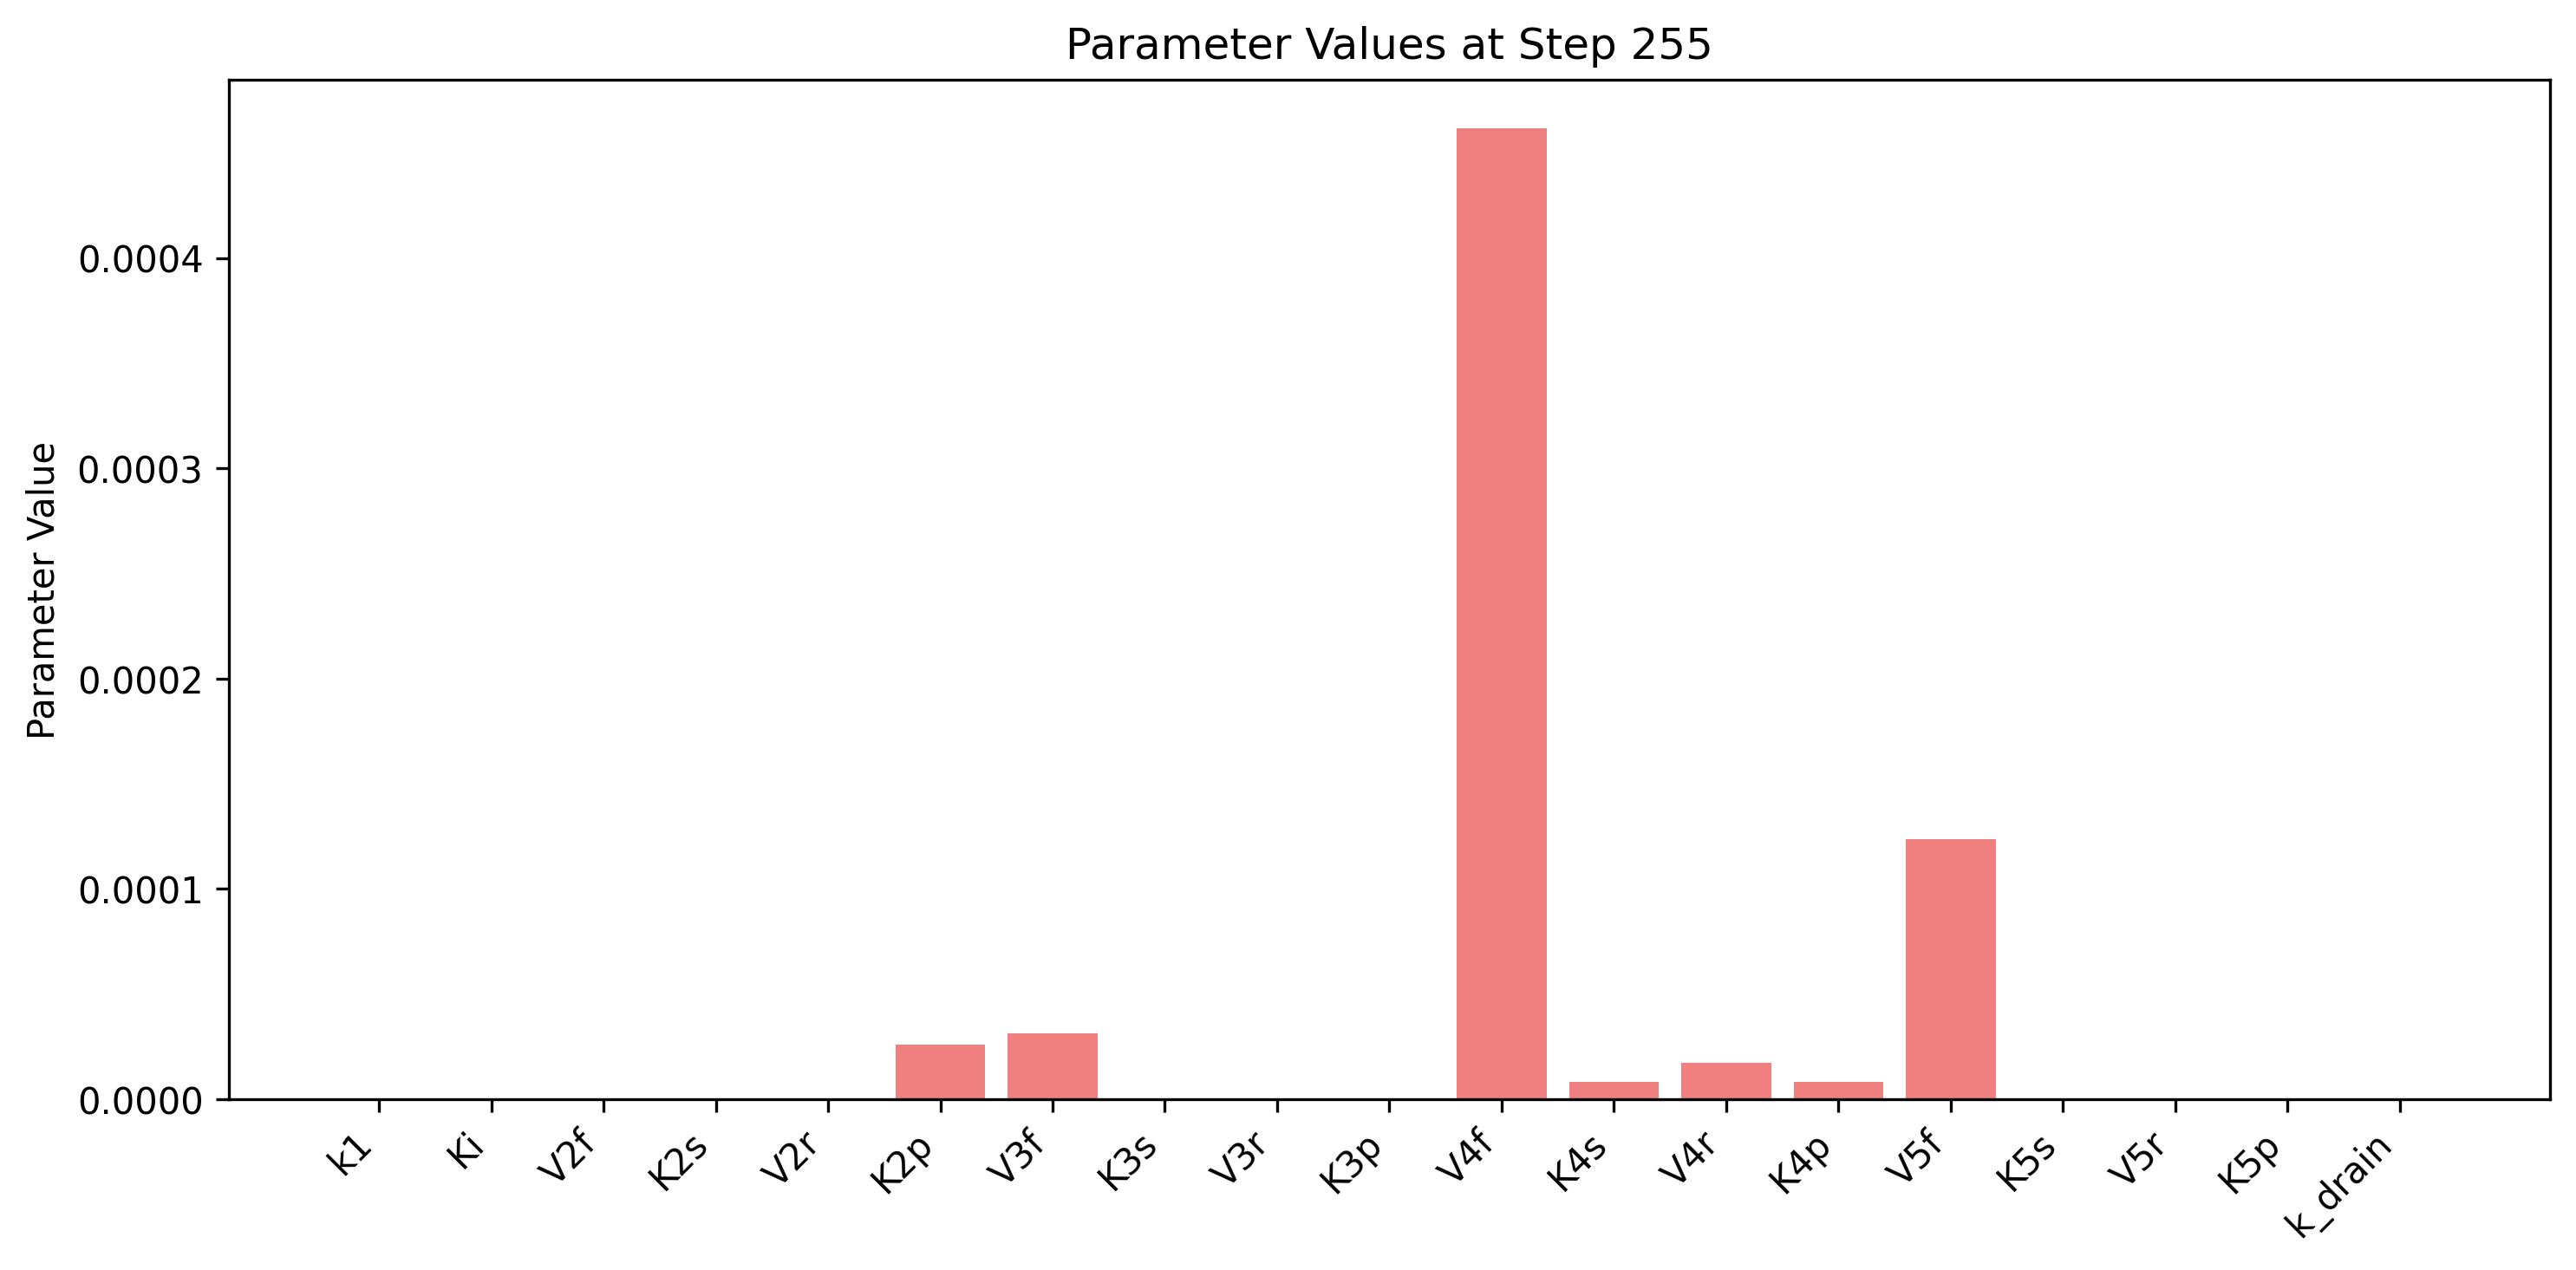 Parameter Values at Step 255
Parameter Value
0.0004
0.0003
0.0002
0.0001
0.0000
k1
Ki
V2f
K2s
V2r
K2p
V3f
K3s
V3r
K3p
V4f
K4s
V4r
K4p
V5f
K5s
V5r
K5p
k_drain